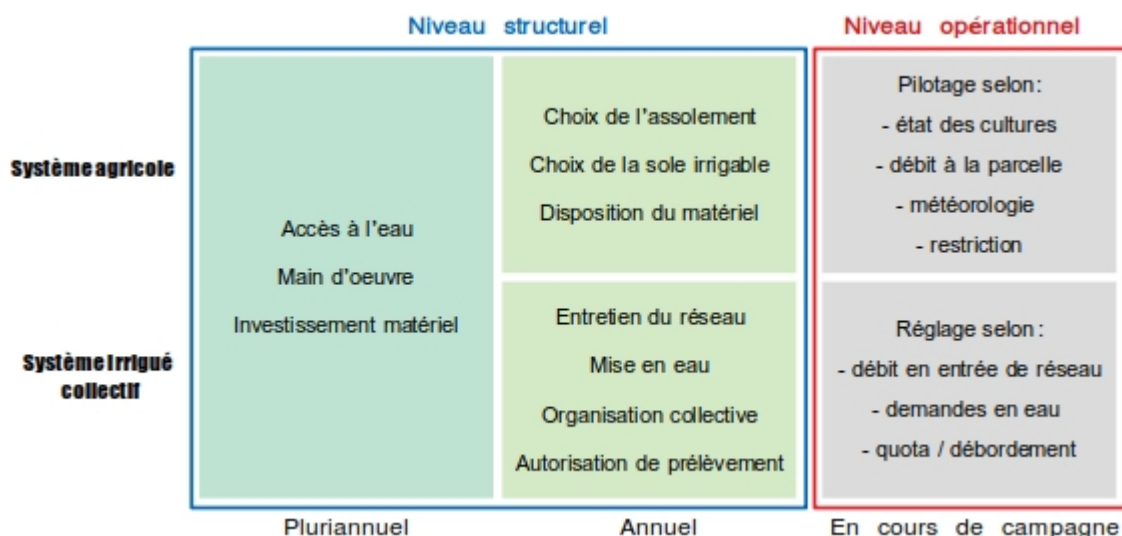 Niveau structurel
Niveau opérationnel
Système agricole
Système irrigué
collectif
Accès à l'eau
Main d'oeuvre
Investissement matériel
Choix de l'assolement
Choix de la sole irrigable
Disposition du matériel
Entretien du réseau
Mise en eau
Organisation collective
Autorisation de prélèvement
Pilotage selon :
- état des cultures
- débit à la parcelle
- météorologie
- restriction
Réglage selon :
- débit en entrée de réseau
- demandes en eau
- quota / débordement
Pluriannuel
Annuel
En cours de campagne